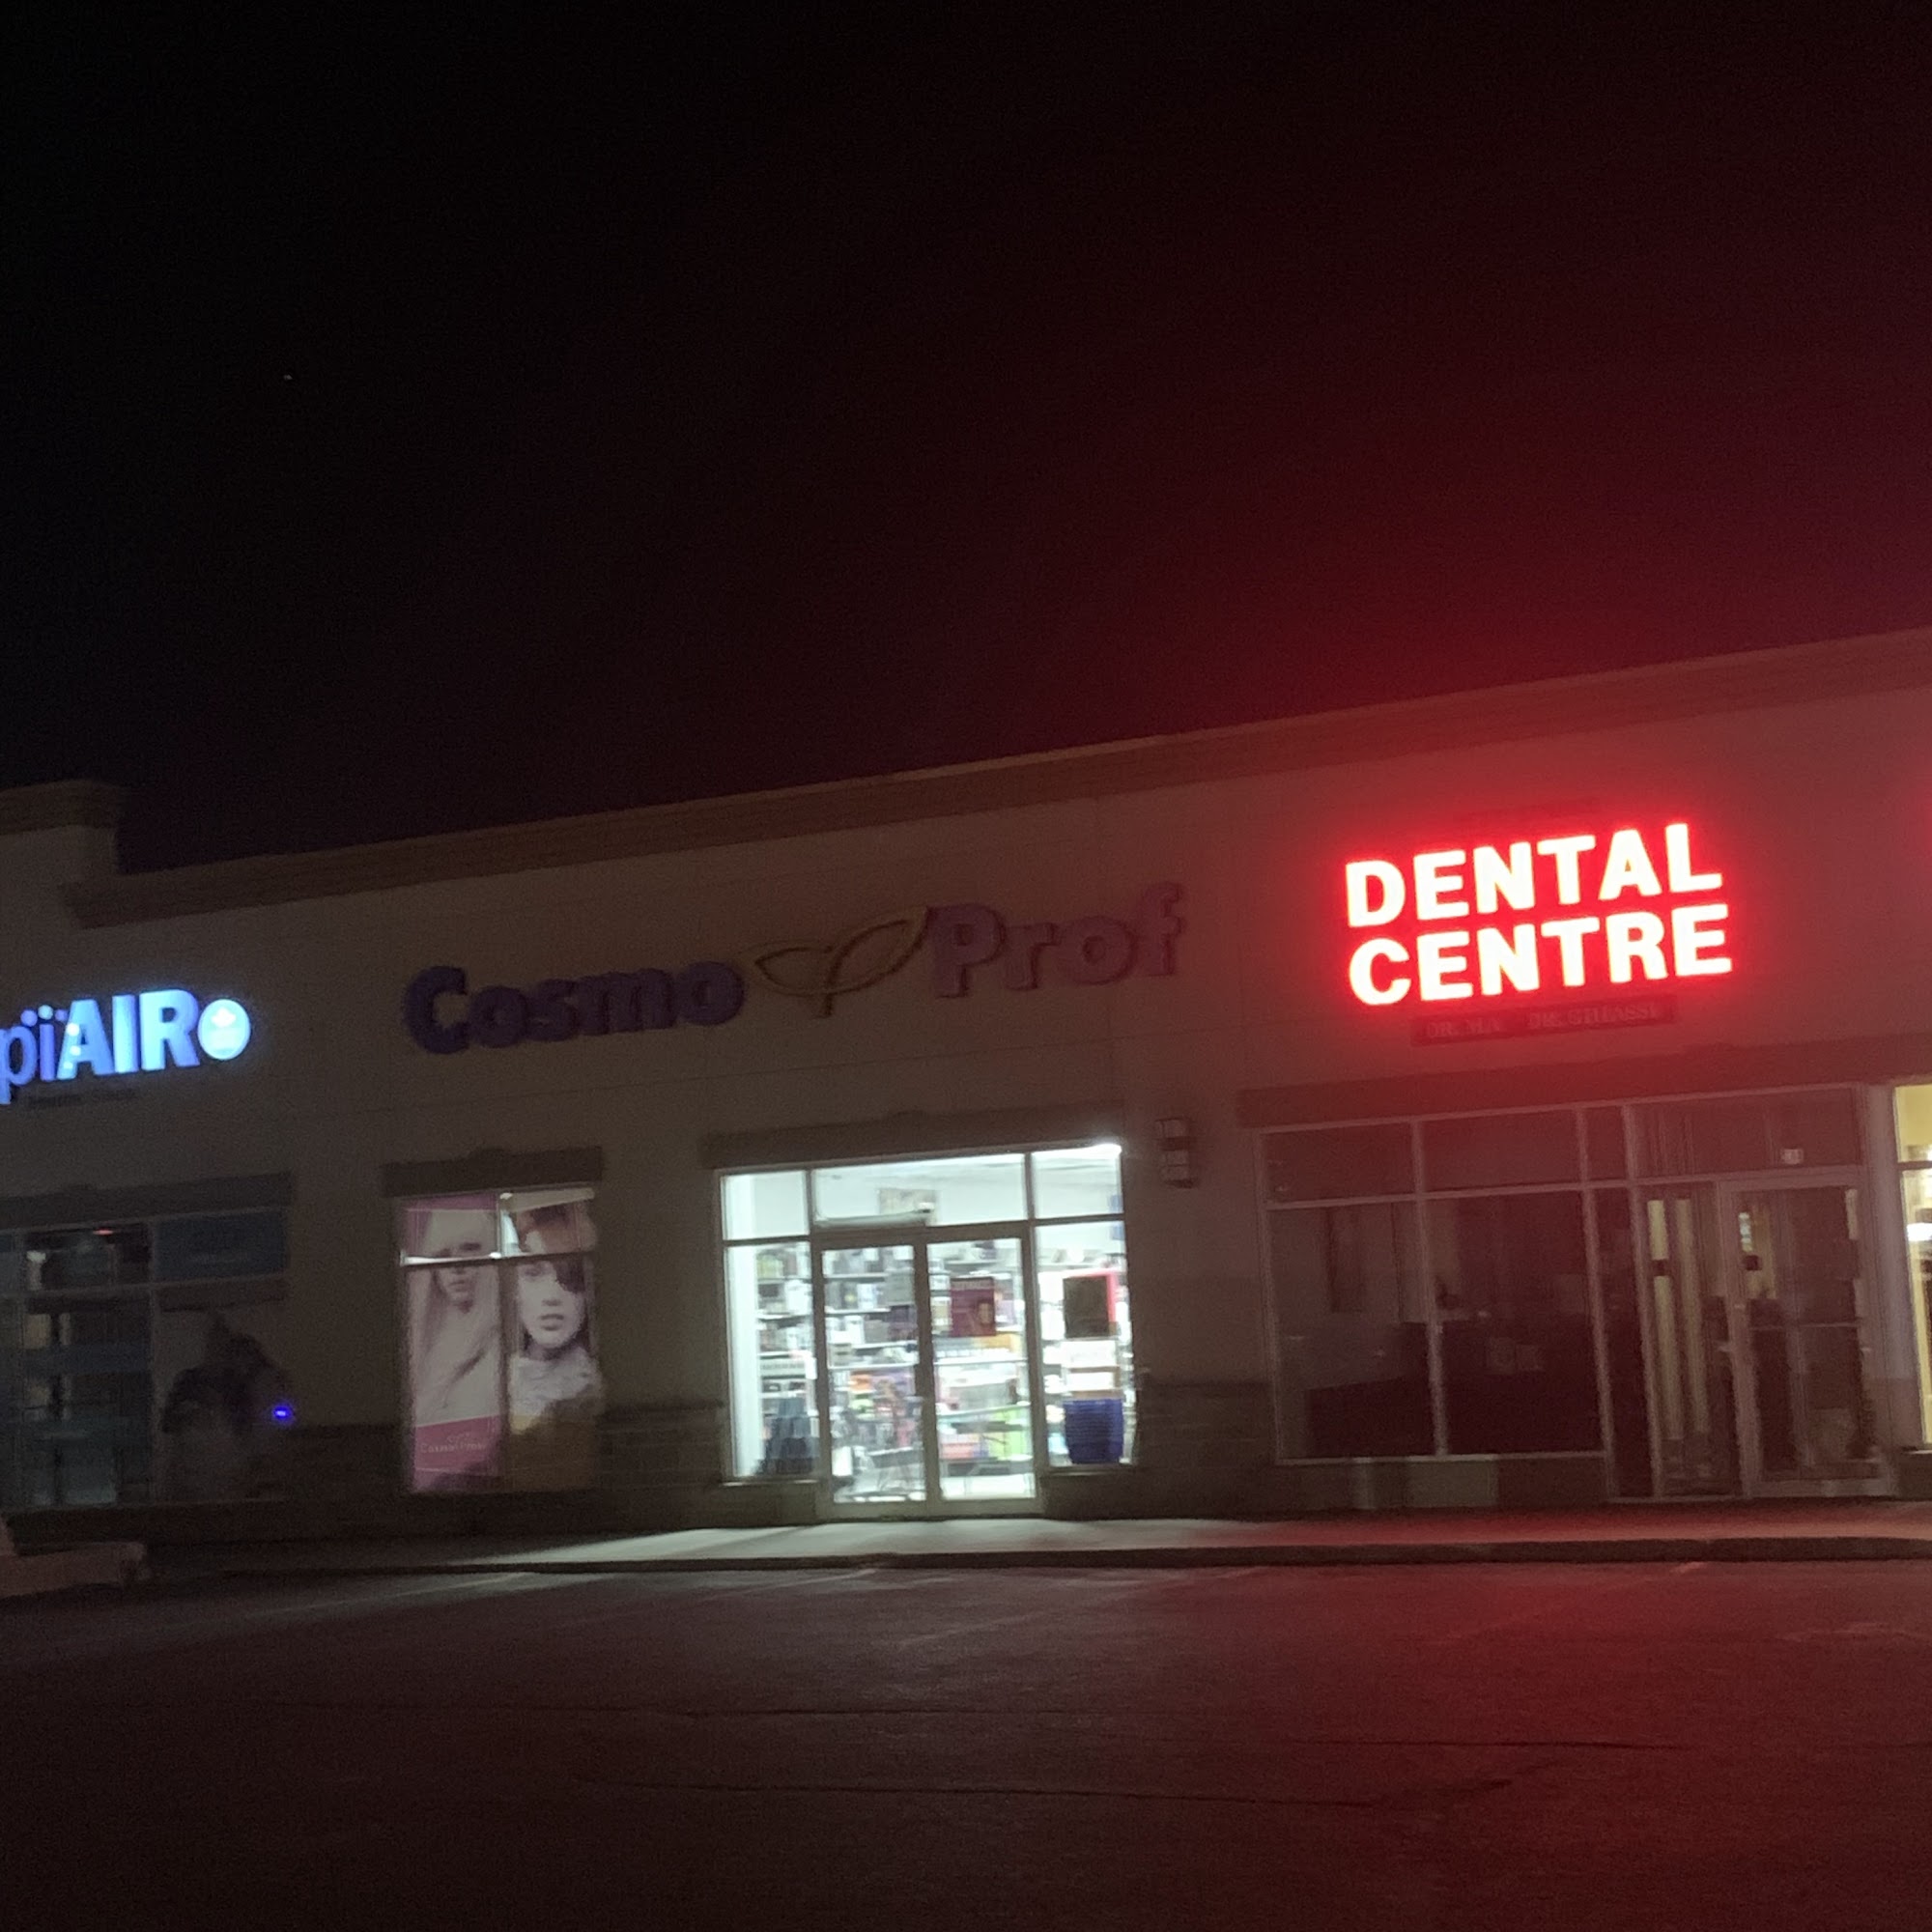 piAIR
Cosmo Prof
DENTAL
CENTRE